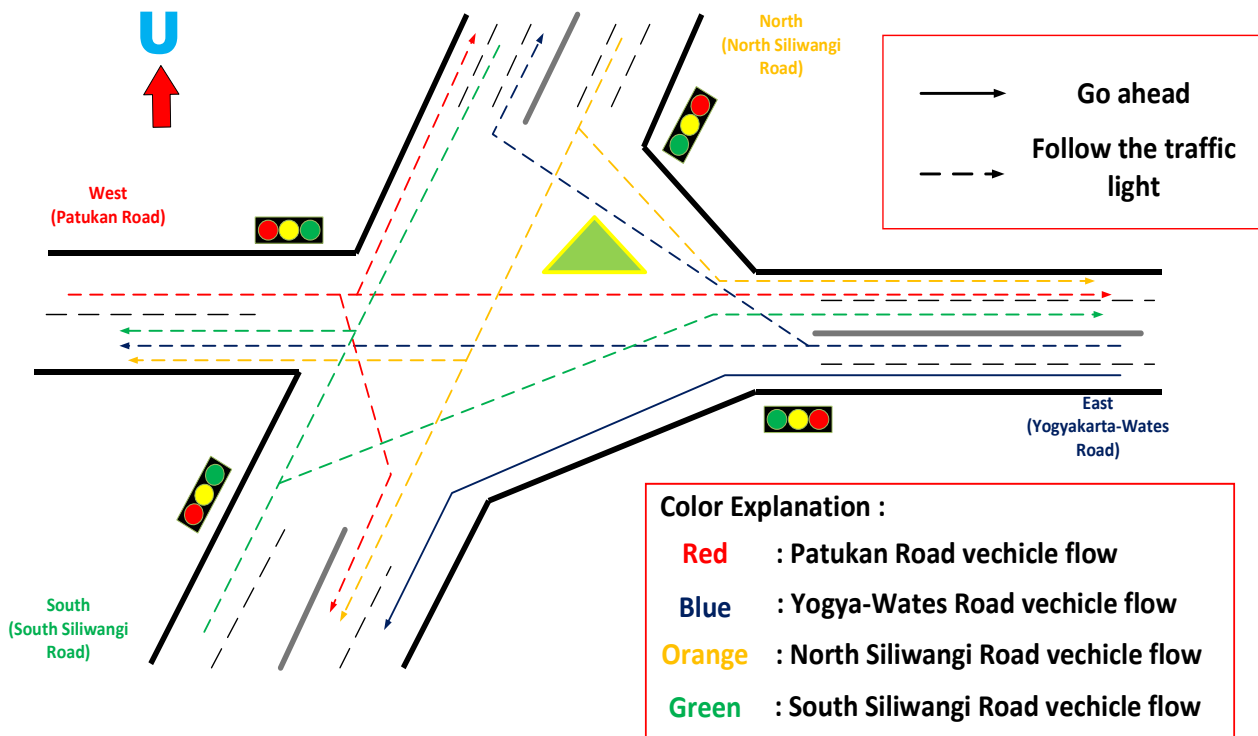 U
North
(North Siliwangi
Road)
Go ahead
Follow the traffic
light
West
(Patukan Road)
East
(Yogyakarta-Wates
Road)
South
(South Siliwangi
Road)
Color Explanation :
Red : Patukan Road vechicle flow
Blue : Yogya-Wates Road vechicle flow
Orange : North Siliwangi Road vechicle flow
Green : South Siliwangi Road vechicle flow